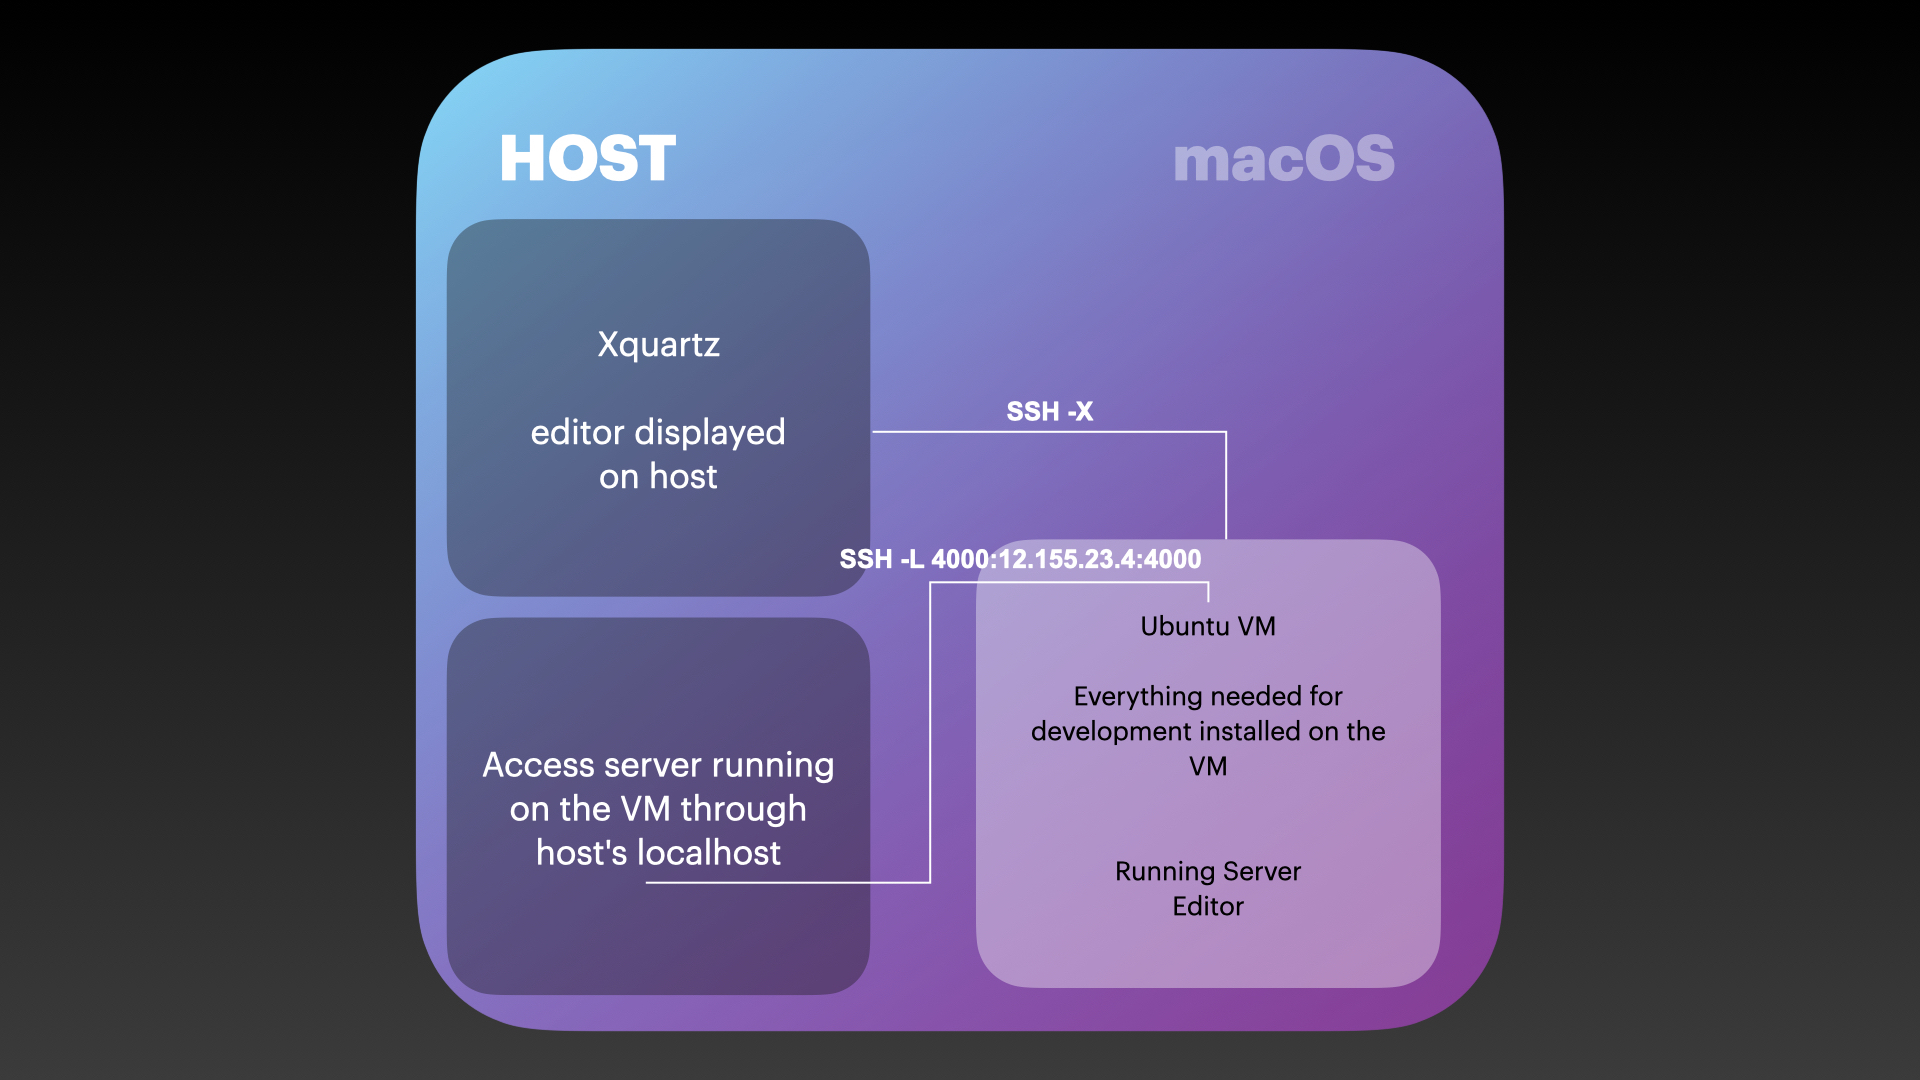 HOST
macOS
Xquartz
editor displayed
on host
SSH -X
SSH -L 4000:12.155.23.4:4000
Ubuntu VM
Everything needed for
development installed on the
VM
Running Server
Editor
Access server running
on the VM through
host's localhost